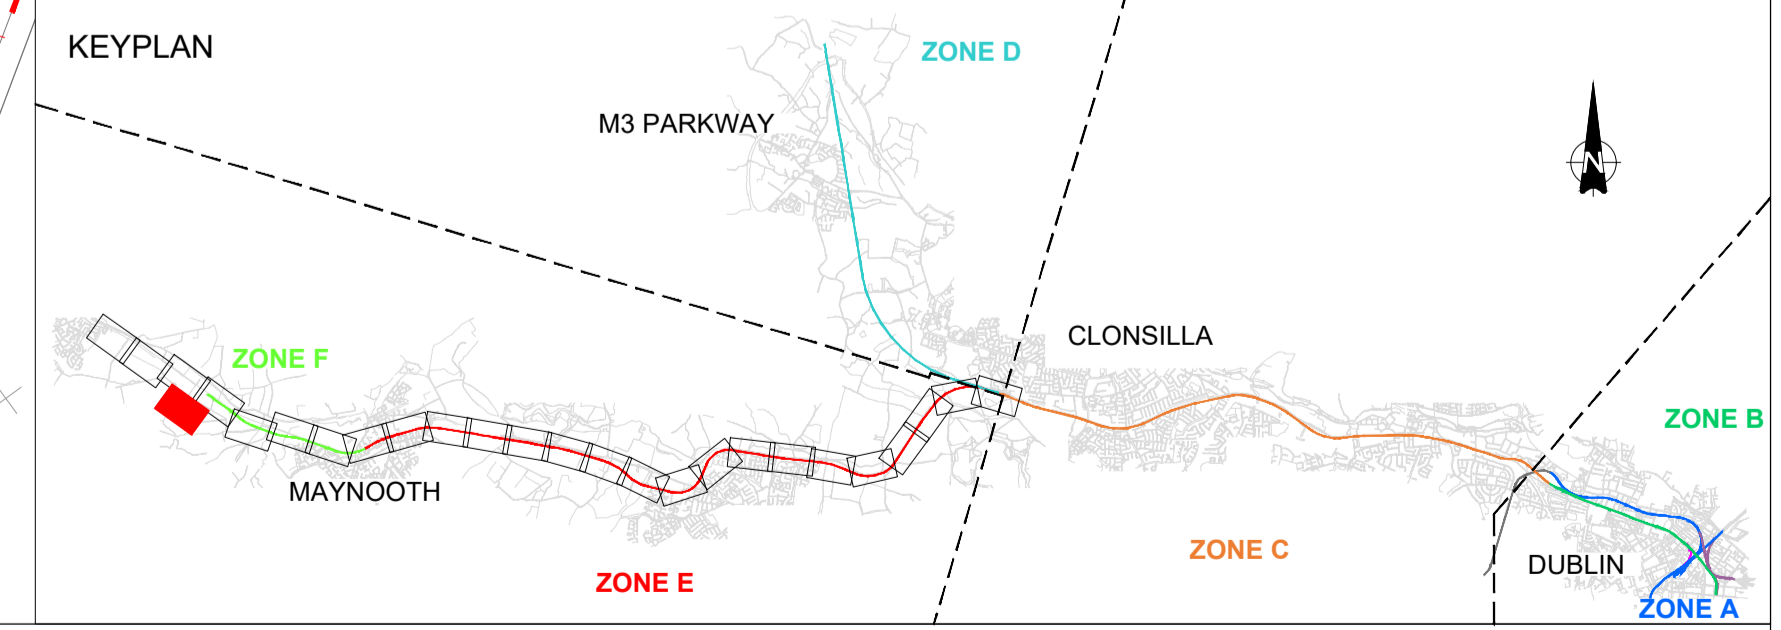 KEYPLAN
ZONE D
M3 PARKWAY
N
CLONSILLA
ZONE F
ZONE B
MAYNOOTH
ZONE C
DUBLIN
ZONE E
ZONE A